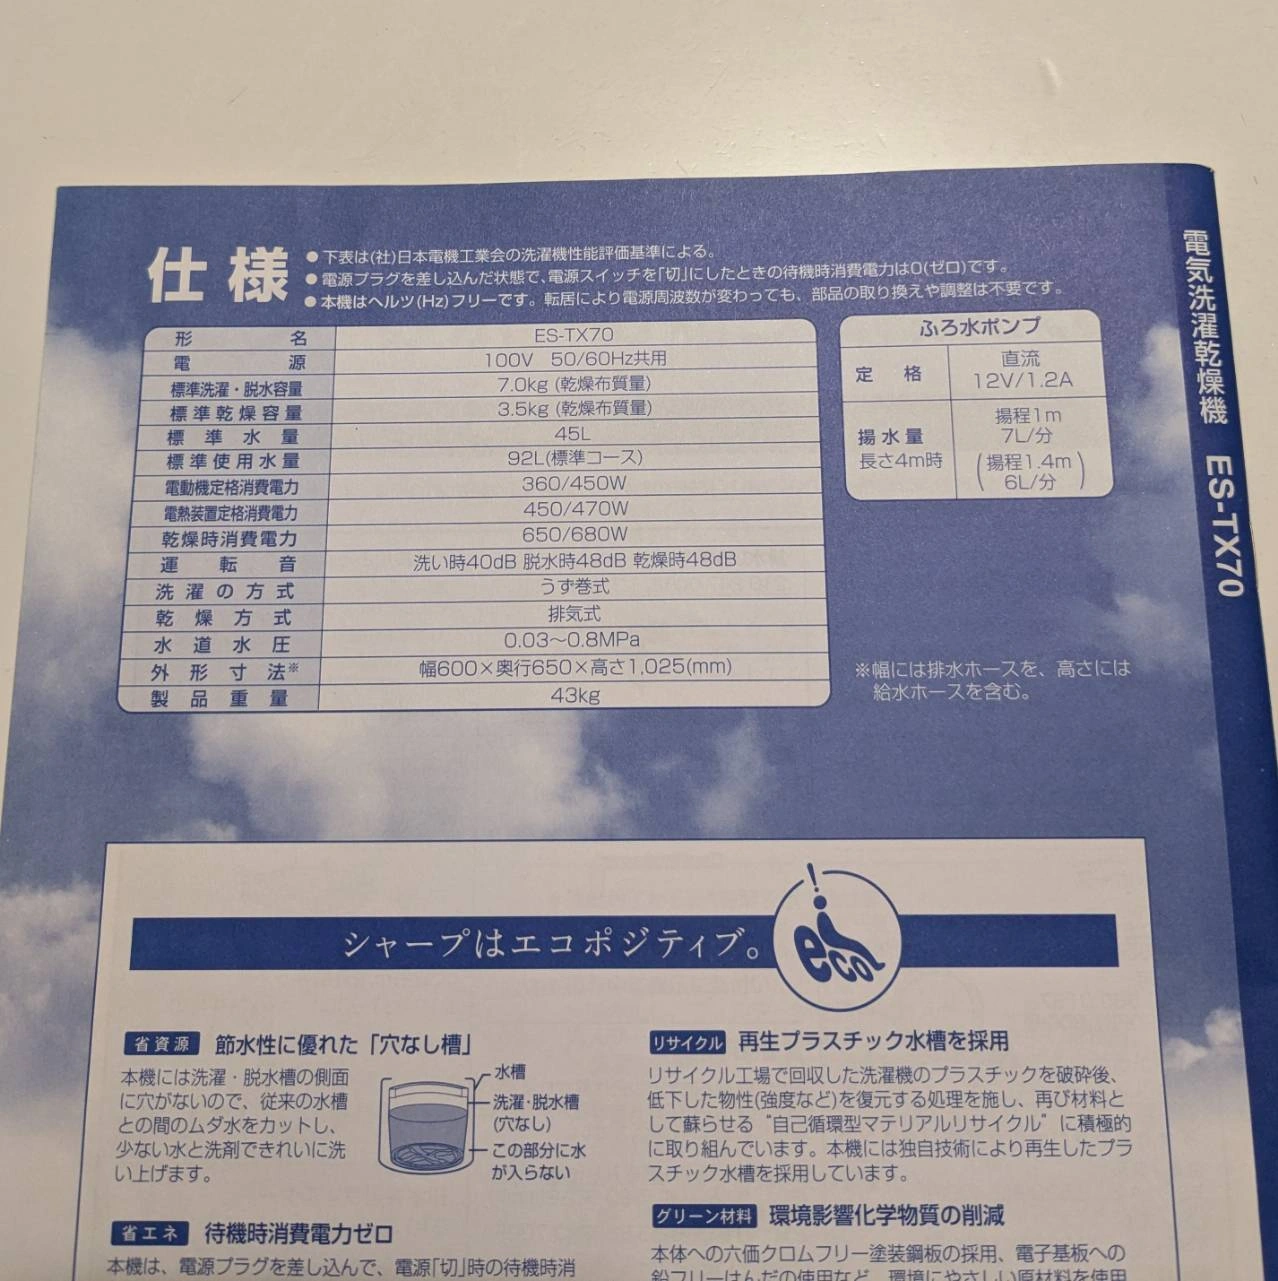 仕様
●下表は(社)日本電機工業会の洗濯機性能評価基準による。
●電源プラグを差し込んだ状態で、電源スイッチを「切」にしたときの待機時消費電力は0(ゼロ)です。
●本機はヘルツ(Hz)フリーです。転居により電源周波数が変わっても、部品の取り換えや調整は不要です。
形名 ES-TX70
電源 100V 50/60Hz共用
標準洗濯・脱水容量 7.0kg (乾燥布質量)
標準乾燥容量 3.5kg (乾燥布質量)
標準水量 45L
標準使用水量 92L(標準コース)
電動機定格消費電力 360/450W
電熱装置定格消費電力 450/470W
乾燥時消費電力 650/680W
運転音 洗い時40dB 脱水時48dB 乾燥時48dB
洗濯の方式 うず巻式
乾燥方式 排気式
水道水圧 0.03〜0.8MPa
外形寸法※ 幅600×奥行650×高さ1,025(mm)
製品重量 43kg
ふろ水ポンプ
定格 直流
12V/1.2A
揚水量
長さ4m時
揚程1m
7L/分
(揚程1.4m
6L/分)
※幅には排水ホースを、高さには
給水ホースを含む。
電気洗濯乾燥機 ES-TX70
シャープはエコポジティブ。
eco!
省資源 節水性に優れた「穴なし槽」
本機には洗濯・脱水槽の側面
に穴がないので、従来の水槽
との間のムダ水をカットし、
少ない水と洗剤できれいに洗
い上げます。
水槽
洗濯・脱水槽
(穴なし)
この部分に水
が入らない
省エネ 待機時消費電力ゼロ
本機は、電源プラグを差し込んで、電源「切」時の待機時消
リサイクル 再生プラスチック水槽を採用
リサイクル工場で回収した洗濯機のプラスチックを破砕後、
低下した物性(強度など)を復元する処理を施し、再び材料と
して蘇らせる“自己循環型マテリアルリサイクル”に積極的
に取り組んでいます。本機には独自技術により再生したプラ
スチック水槽を採用しています。
グリーン材料 環境影響化学物質の削減
本体への六価クロムフリー塗装鋼板の採用、電子基板への
鉛フリーはんだの使用など、環境にやさしい原材料を使用